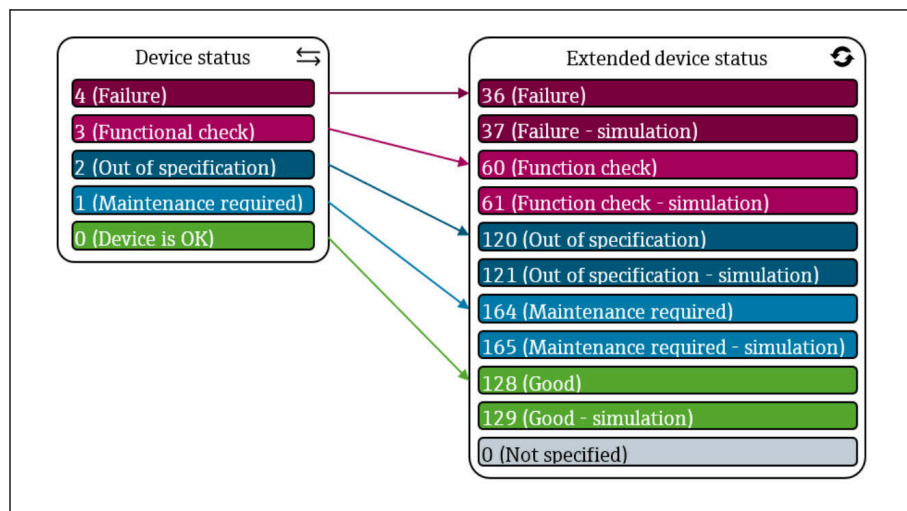 Device status
4 (Failure)
3 (Functional check)
2 (Out of specification)
1 (Maintenance required)
0 (Device is OK)
Extended device status
36 (Failure)
37 (Failure - simulation)
60 (Function check)
61 (Function check - simulation)
120 (Out of specification)
121 (Out of specification - simulation)
164 (Maintenance required)
165 (Maintenance required - simulation)
128 (Good)
129 (Good - simulation)
0 (Not specified)